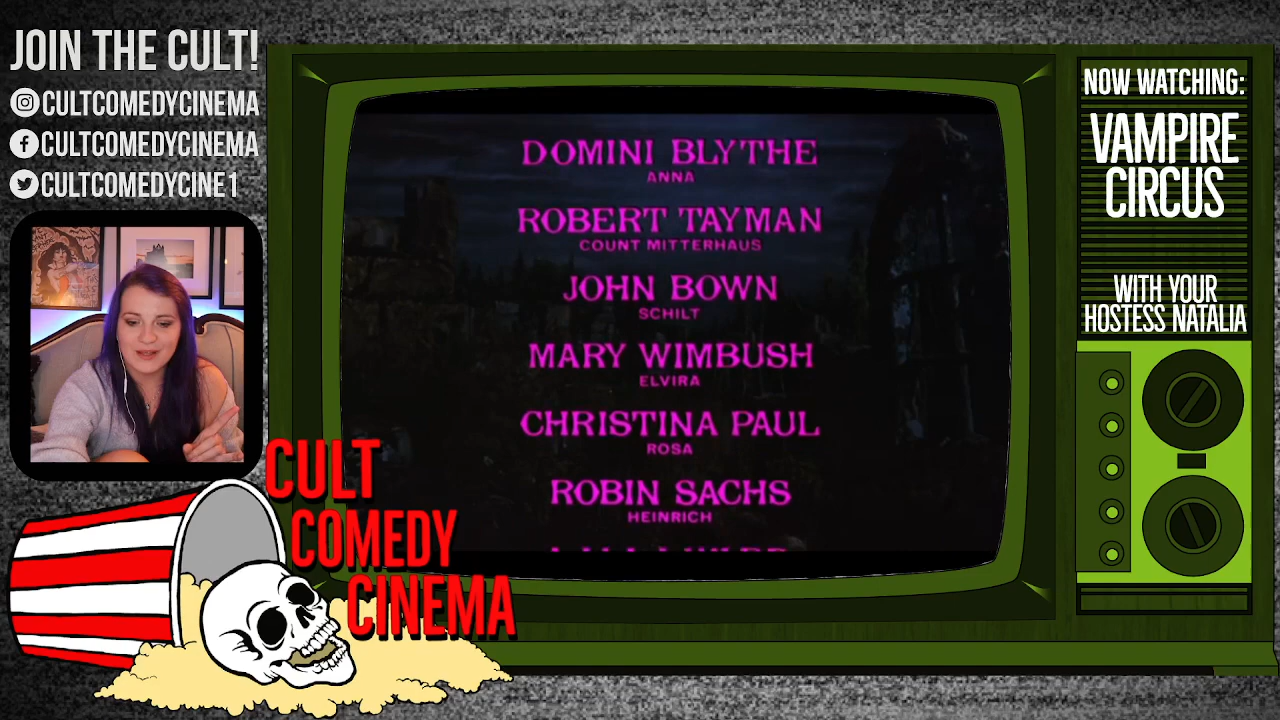 JOIN THE CULT!
CULTCOMEDYCINEMA
CULTCOMEDYCINEMA
CULTCOMEDYCINE1
CULT
COMEDY
CINEMA
DOMINI BLYTHE
ANNA
ROBERT TAYMAN
COUNT MITTERHAUS
JOHN BOWN
SCHILT
MARY WIMBUSH
ELVIRA
CHRISTINA PAUL
ROSA
ROBIN SACHS
HEINRICH
NOW WATCHING:
VAMPIRE
CIRCUS
WITH YOUR
HOSTESS NATALIA